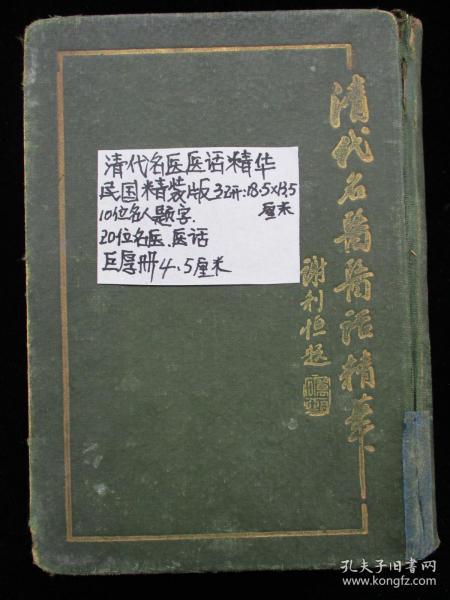 清代名醫醫話精華
謝利恒題
清代名医医话精华
民国精装版32开:18.5x13.5
厘米
10位名人题字.
20位名医.医话
巨厚册4.5厘米
孔夫子旧书网
www.kongfz.com